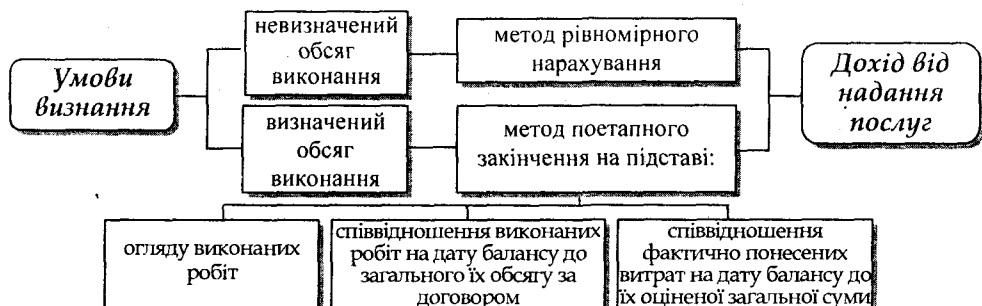 Умови
визнання
невизначений
обсяг
виконання
метод рівномірного
нарахування
Дохід від
надання
послуг
визначений
обсяг
виконання
метод поетапного
закінчення на підставі:
огляду виконаних
робіт
співвідношення виконаних
робіт на дату балансу до
загального їх обсягу за
договором
співвідношення
фактично понесених
витрат на дату балансу до
їх оціненої загальної суми